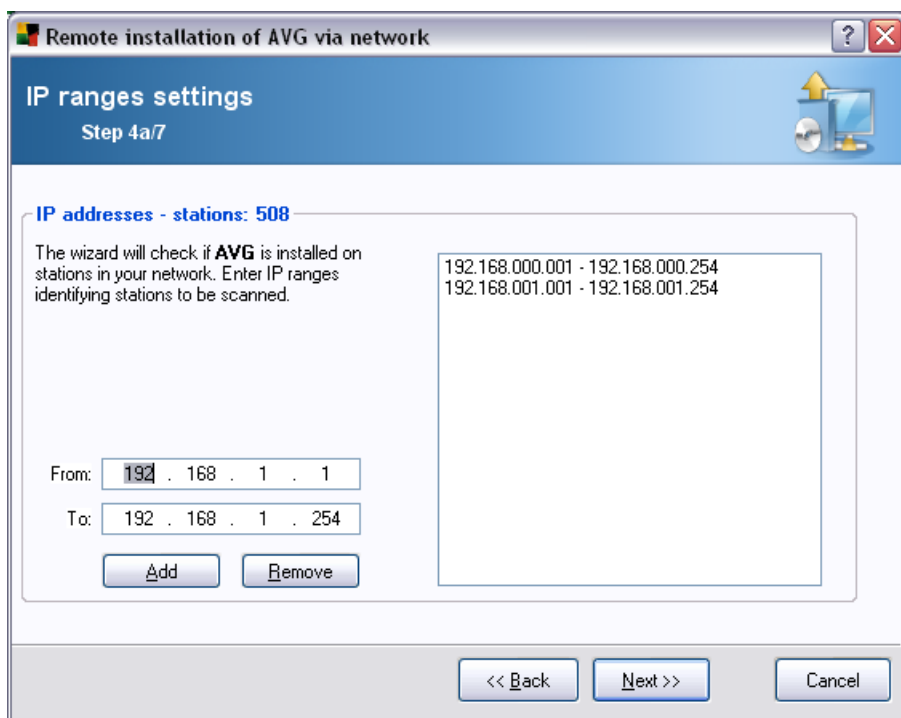 Remote installation of AVG via network
?
X
IP ranges settings
Step 4a/7
IP addresses - stations: 508
The wizard will check if AVG is installed on
stations in your network. Enter IP ranges
identifying stations to be scanned.
192.168.000.001 - 192.168.000.254
192.168.001.001 - 192.168.001.254
From: 192 . 168 . 1 . 1
To: 192 . 168 . 1 . 254
Add Remove
<< Back Next >> Cancel